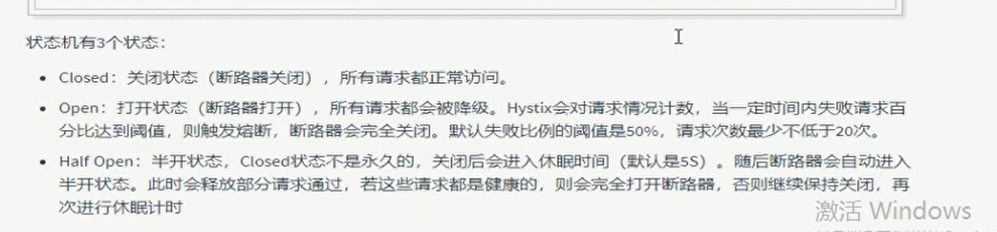 状态机有3个状态：
• Closed：关闭状态（断路器关闭），所有请求都正常访问。
• Open：打开状态（断路器打开），所有请求都会被降级。Hystix会对请求情况计数，当一定时间内失败请求百
分比达到阈值，则触发熔断，断路器会完全关闭。默认失败比例的阈值是50%，请求次数最少不低于20次。
• Half Open：半开状态，Closed状态不是永久的，关闭后会进入休眠时间（默认是5S）。随后断路器会自动进入
半开状态。此时会释放部分请求通过，若这些请求都是健康的，则会完全打开断路器，否则继续保持关闭，再
次进行休眠计时
激活 Windows